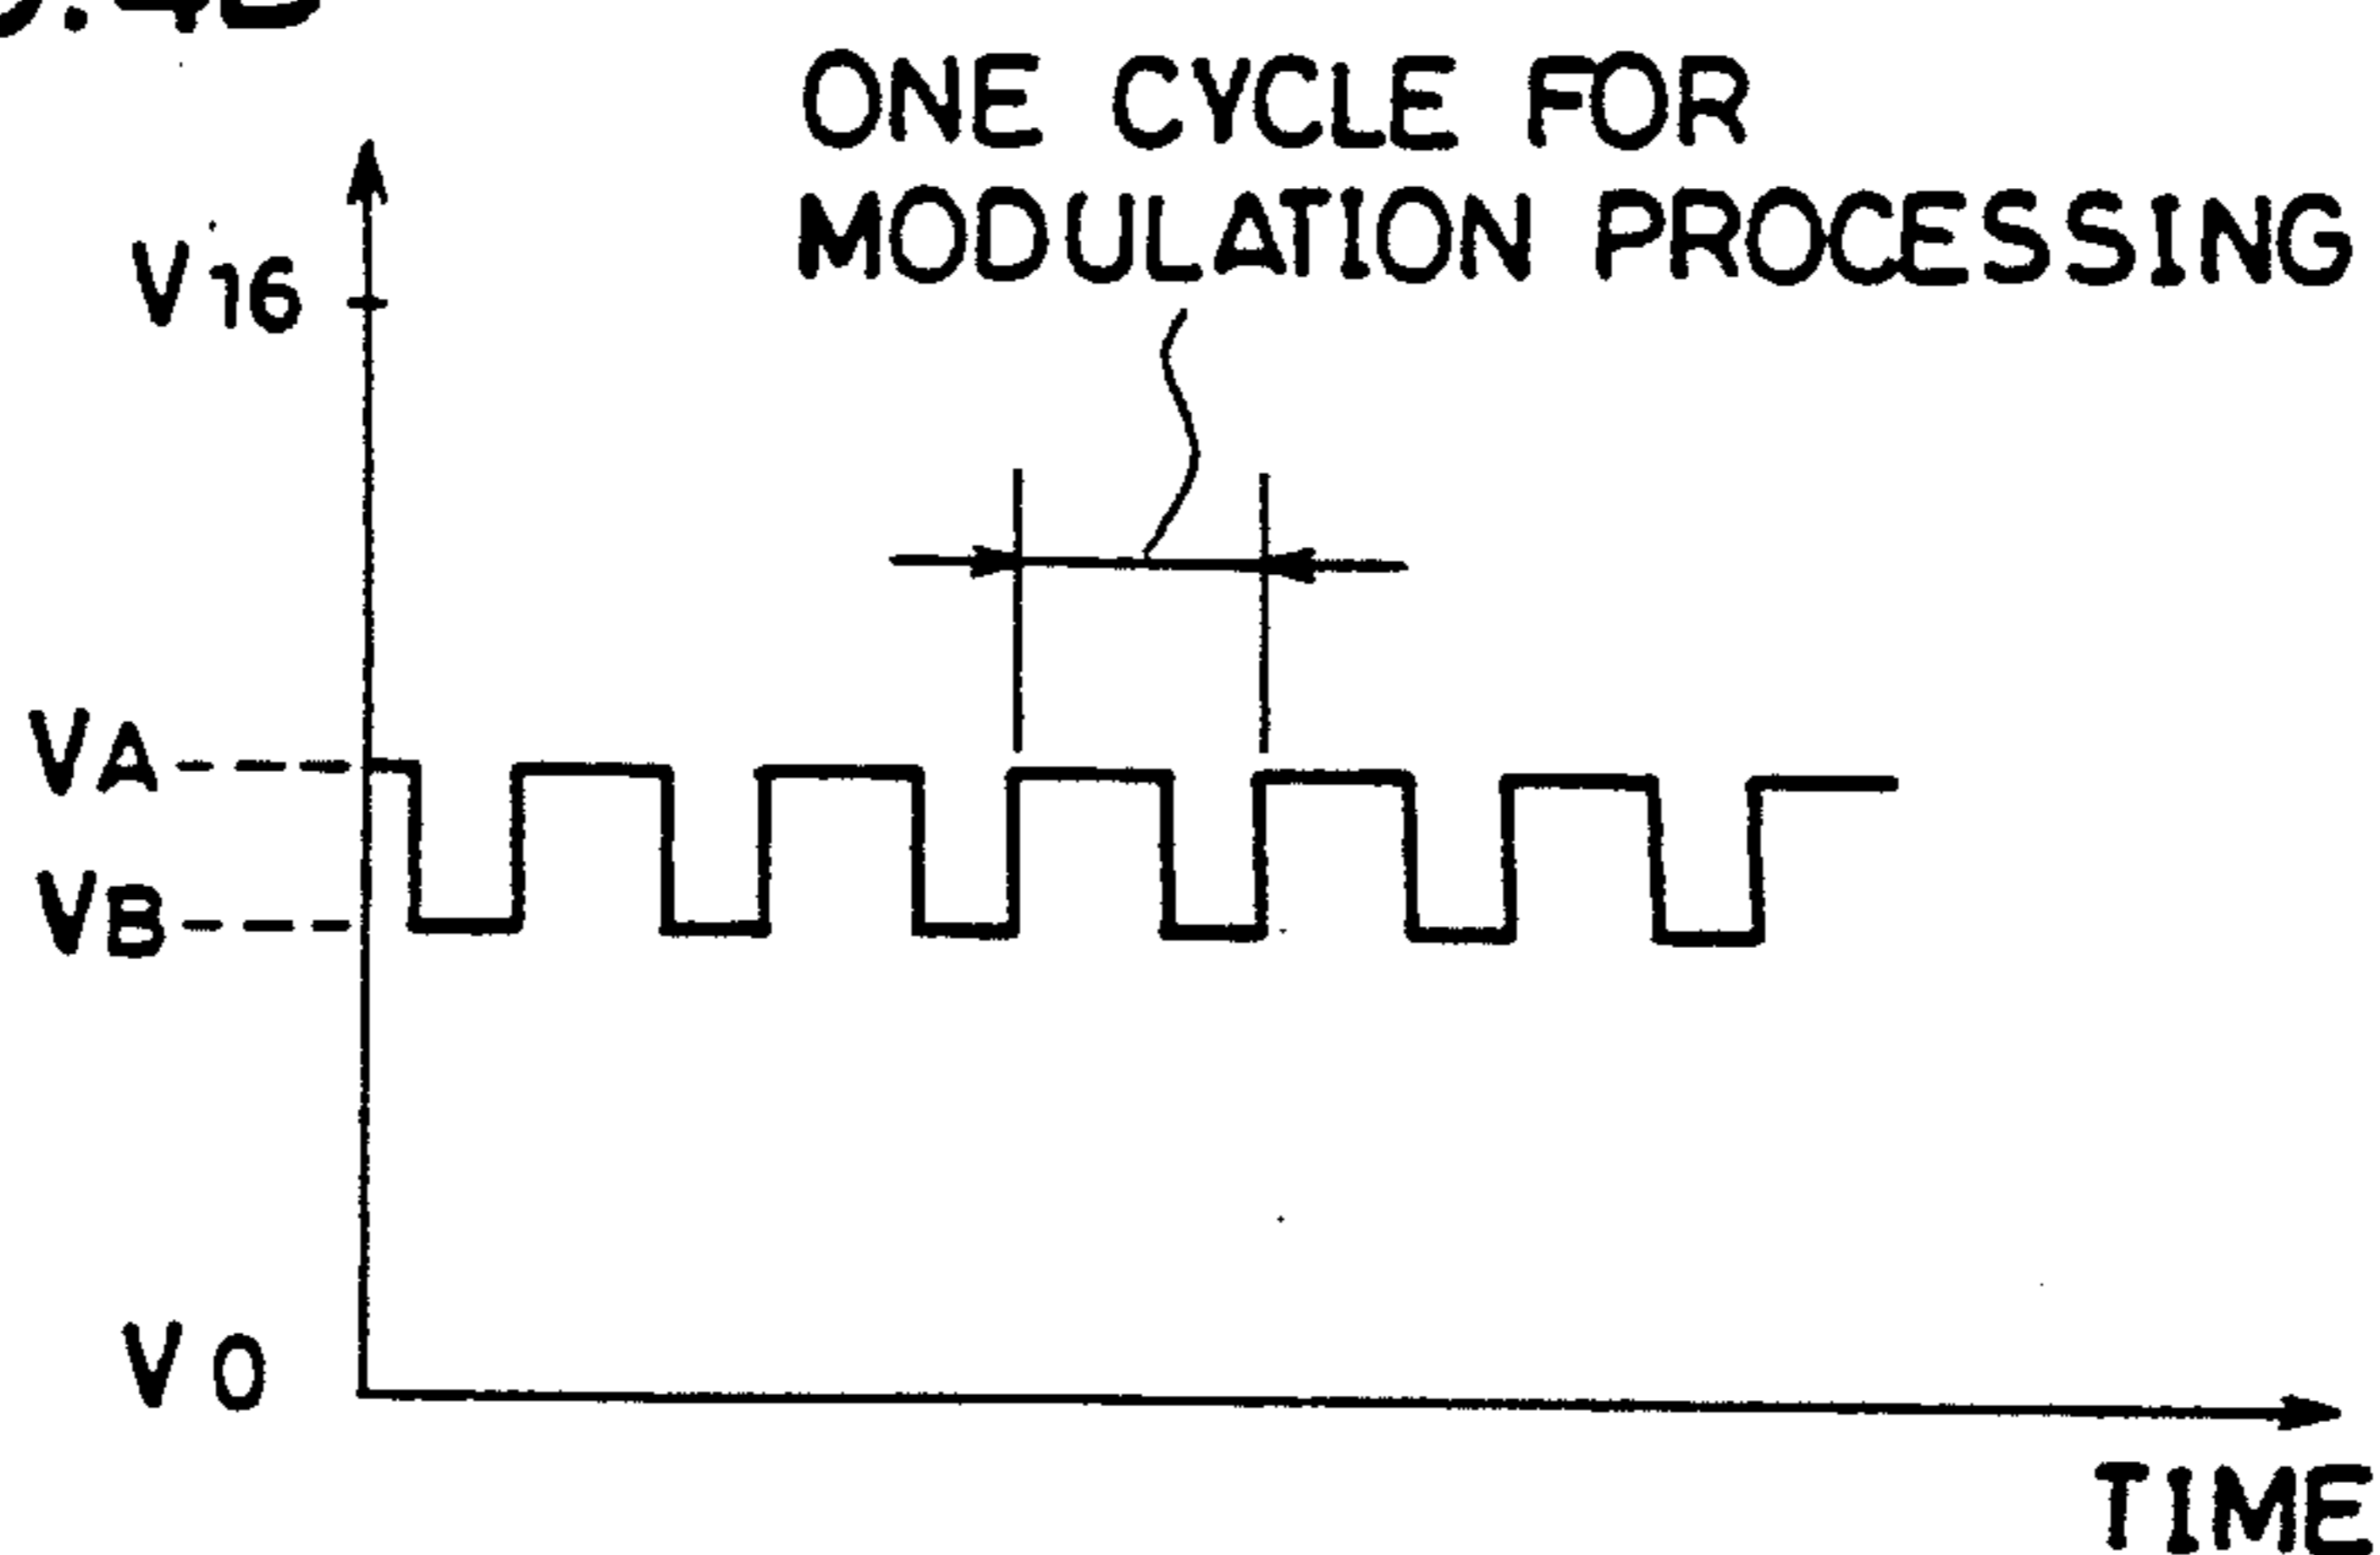 ONE CYCLE FOR
MODULATION PROCESSING
V16
VA
VB
V0
TIME